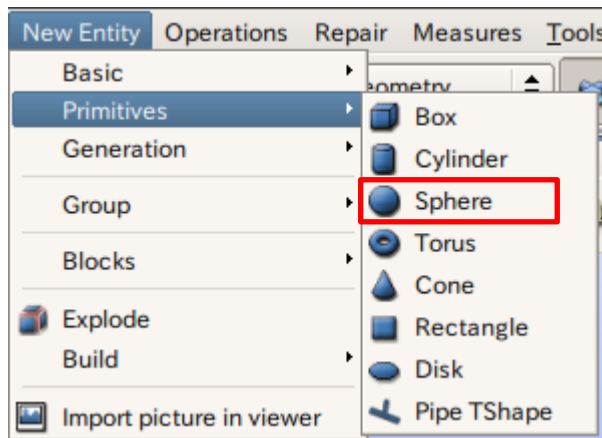 New Entity Operations Repair Measures Tools
Basic
eometry
Primitives
Box
Generation
Cylinder
Group
Sphere
Torus
Blocks
Cone
Explode
Rectangle
Build
Disk
Import picture in viewer
Pipe TShape